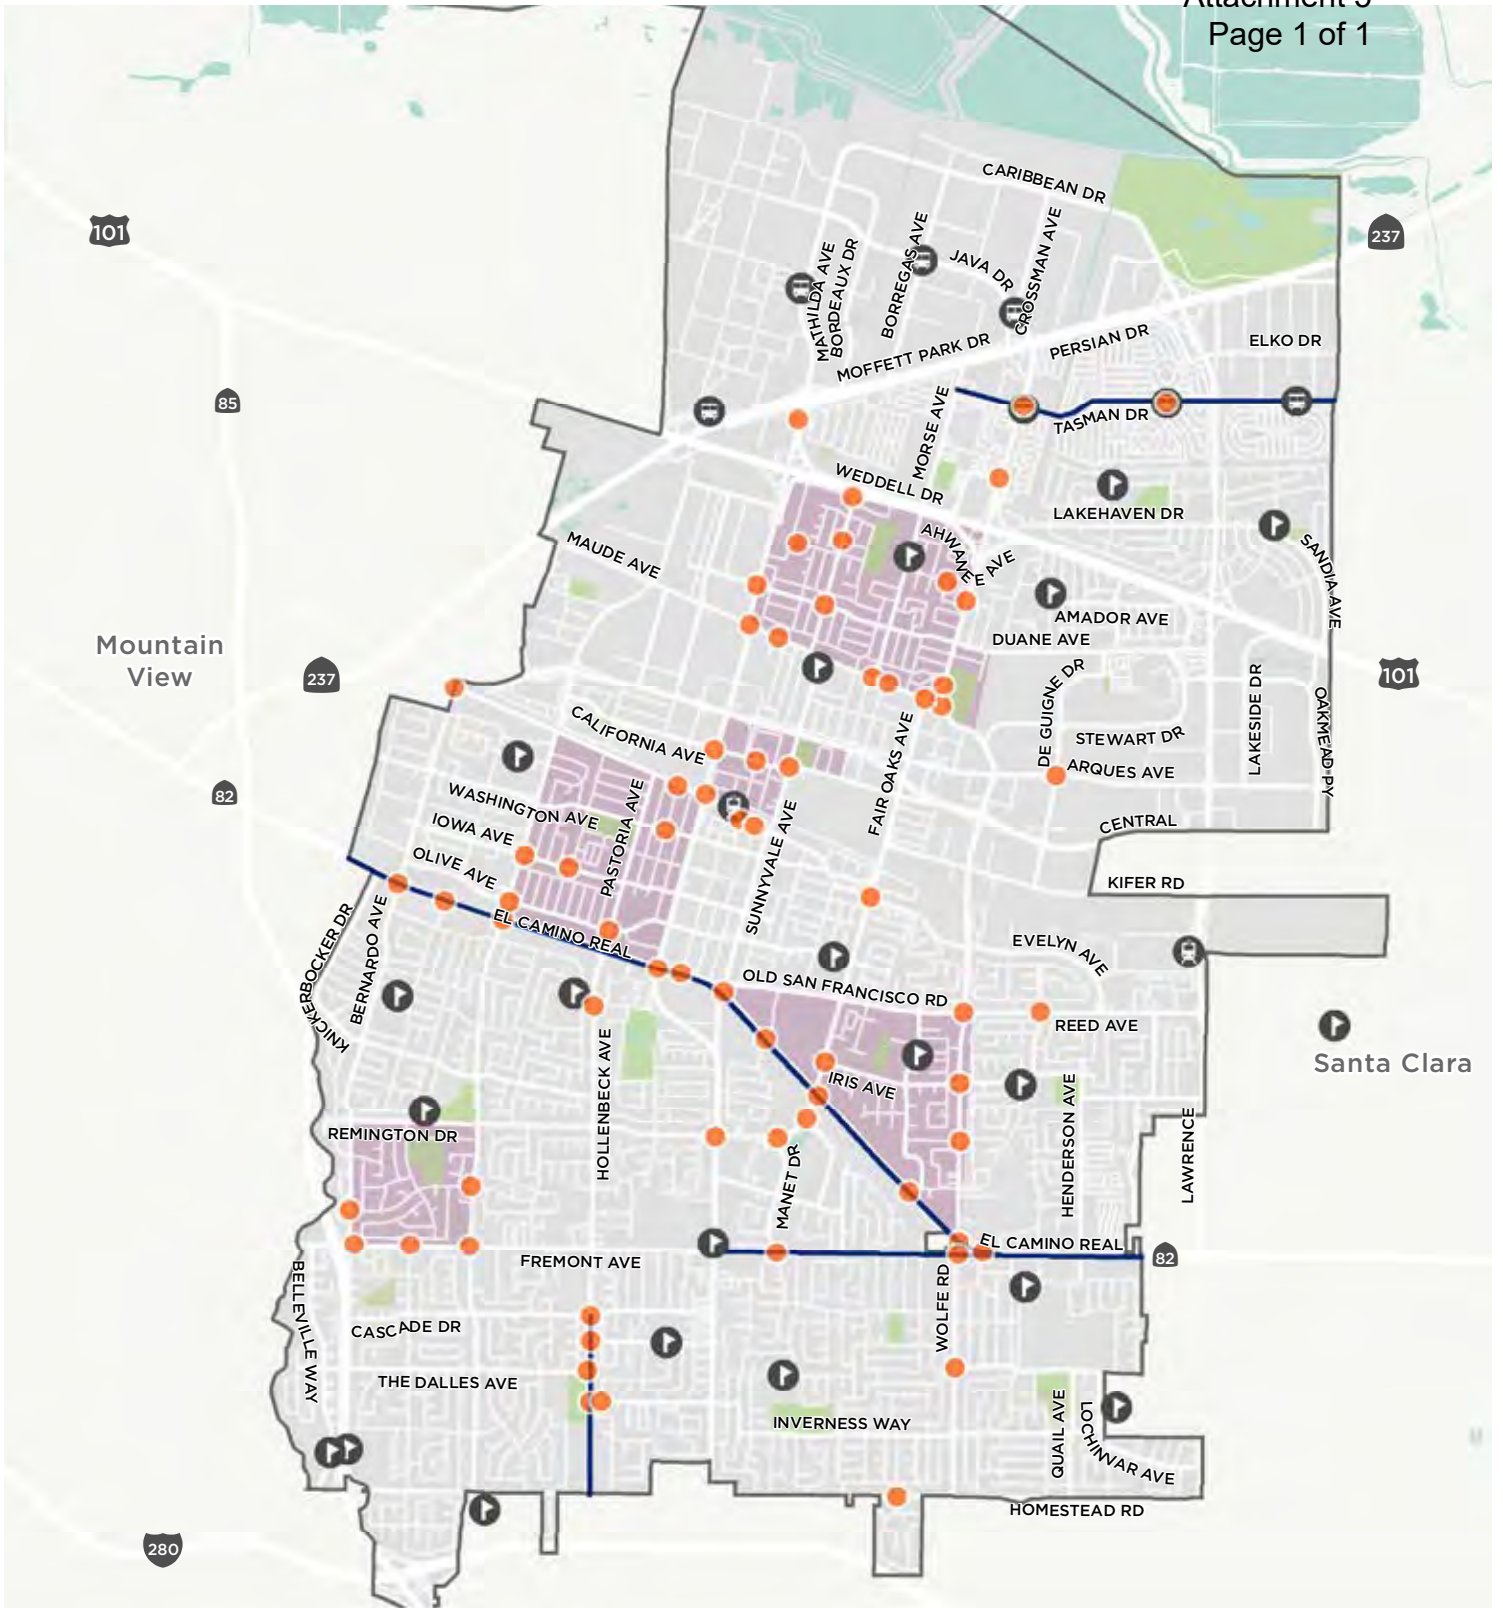 Attachment
Page 1 of 1
CARIBBEAN DR
101
237
CROSSMAN AVE
BORREGAS AVE
JAVA DR
MATHILDA AVE
BORDEAUX DR
MOFFETT PARK DR
PERSIAN DR
ELKO DR
85
MORSE AVE
TASMAN DR
WEDDELL DR
LAKEHAVEN DR
AHWANEE AVE
SANDIA AVE
MAUDE AVE
AMADOR AVE
DUANE AVE
Mountain
View
237
101
DE GUIGNE DR
LAKESIDE DR
OAKMEAD PY
CALIFORNIA AVE
FAIR OAKS AVE
STEWART DR
ARQUES AVE
82
WASHINGTON AVE
PASTORIA AVE
SUNNYVALE AVE
IOWA AVE
CENTRAL
OLIVE AVE
KIFER RD
EL CAMINO REAL
KNICKERBOCKER DR
BERNARDO AVE
EVELYN AVE
OLD SAN FRANCISCO RD
REED AVE
Santa Clara
HOLLENBECK AVE
IRIS AVE
HENDERSON AVE
REMINGTON DR
LAWRENCE
MANET DR
EL CAMINO REAL
82
FREMONT AVE
BELLEVILLE WAY
WOLFE RD
CASCADE DR
THE DALLES AVE
INVERNESS WAY
QUAIL AVE
LOCHINVAR AVE
HOMESTEAD RD
280